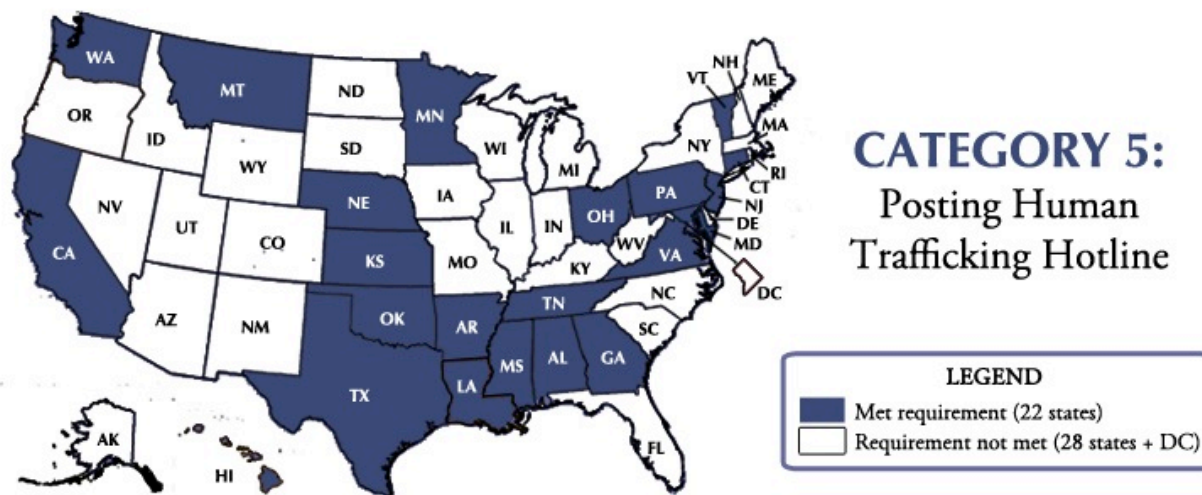 WA
MT
ND
MN
OR
ID
SD
WY
WI
MI
NY
VT
NH
ME
MA
RI
CT
NJ
DE
MD
DC
NV
UT
CO
NE
IA
IL
IN
OH
PA
WV
VA
CA
KS
MO
KY
NC
AZ
NM
OK
AR
TN
SC
TX
LA
MS
AL
GA
FL
AK
HI
CATEGORY 5:
Posting Human
Trafficking Hotline
LEGEND
Met requirement (22 states)
Requirement not met (28 states + DC)